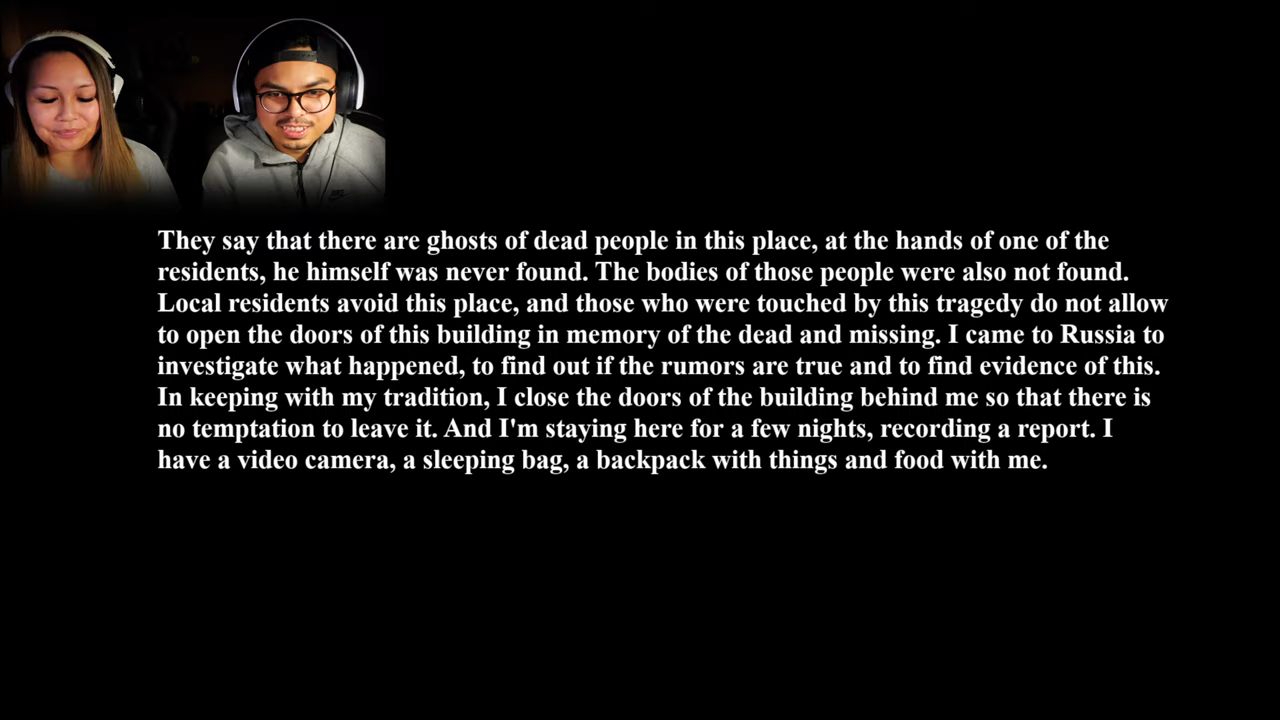 They say that there are ghosts of dead people in this place, at the hands of one of the
residents, he himself was never found. The bodies of those people were also not found.
Local residents avoid this place, and those who were touched by this tragedy do not allow
to open the doors of this building in memory of the dead and missing. I came to Russia to
investigate what happened, to find out if the rumors are true and to find evidence of this.
In keeping with my tradition, I close the doors of the building behind me so that there is
no temptation to leave it. And I'm staying here for a few nights, recording a report. I
have a video camera, a sleeping bag, a backpack with things and food with me.